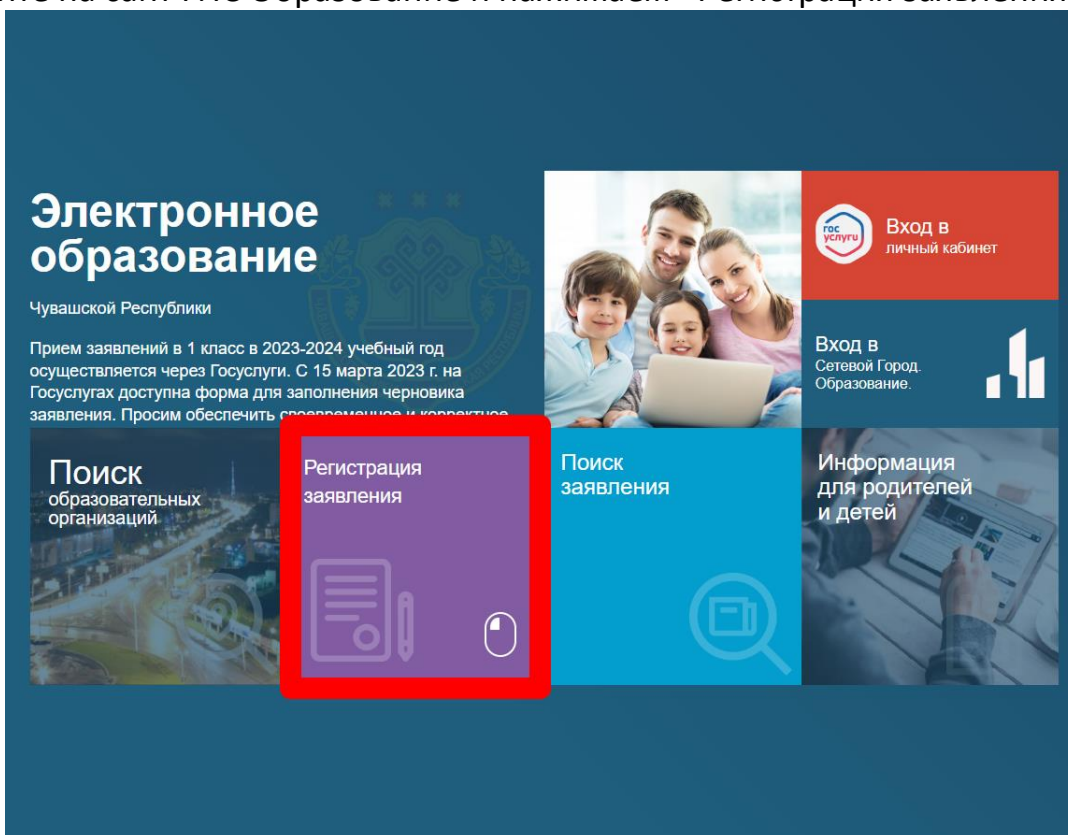 Электронное
образование
Чувашской Республики
Прием заявлений в 1 класс в 2023-2024 учебный год
осуществляется через Госуслуги. С 15 марта 2023 г. на
Госуслугах доступна форма для заполнения черновика
заявления. Просим обеспечить своевременное и корректное
гос
услуги
Вход в
личный кабинет
Вход в
Сетевой Город.
Образование.
Поиск
образовательных
организаций
Регистрация
заявления
Поиск
заявления
Информация
для родителей
и детей